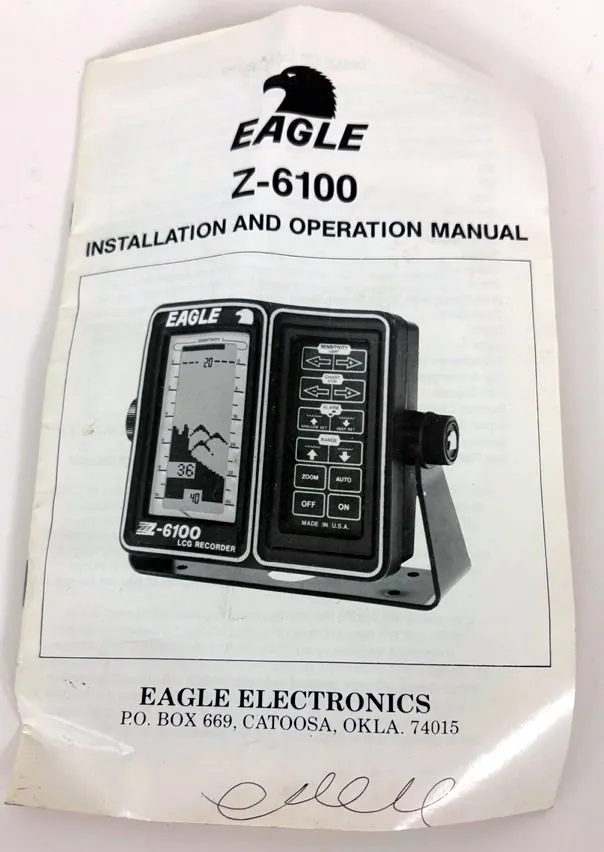 EAGLE
Z-6100
INSTALLATION AND OPERATION MANUAL
EAGLE
SENSITIVITY
20
36
40
Z-6100
LCG RECORDER
SENSITIVITY
CHART
ALARM
RANGE
ZOOM AUTO
OFF ON
MADE IN U.S.A.
EAGLE ELECTRONICS
P.O. BOX 669, CATOOSA, OKLA. 74015